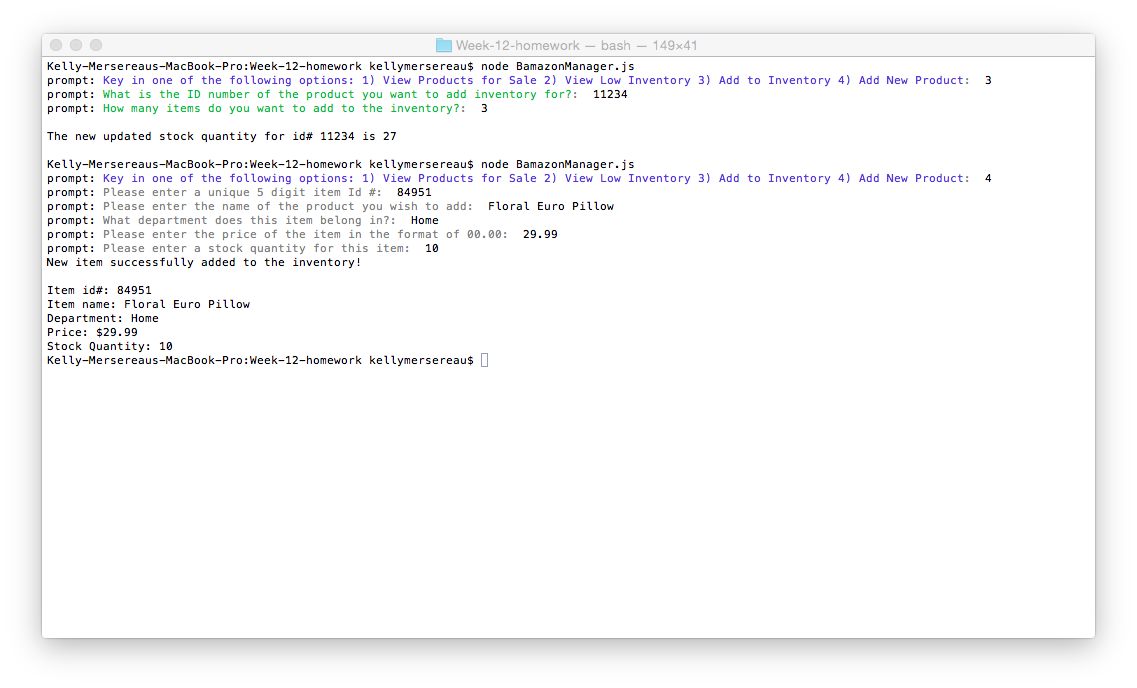 Week-12-homework — bash — 149×41
Kelly-Mersereaus-MacBook-Pro:Week-12-homework kellymersereau$ node BamazonManager.js
prompt: Key in one of the following options: 1) View Products for Sale 2) View Low Inventory 3) Add to Inventory 4) Add New Product:  3
prompt: What is the ID number of the product you want to add inventory for?:  11234
prompt: How many items do you want to add to the inventory?:  3
The new updated stock quantity for id# 11234 is 27
Kelly-Mersereaus-MacBook-Pro:Week-12-homework kellymersereau$ node BamazonManager.js
prompt: Key in one of the following options: 1) View Products for Sale 2) View Low Inventory 3) Add to Inventory 4) Add New Product:  4
prompt: Please enter a unique 5 digit item Id #:  84951
prompt: Please enter the name of the product you wish to add:  Floral Euro Pillow
prompt: What department does this item belong in?:  Home
prompt: Please enter the price of the item in the format of 00.00:  29.99
prompt: Please enter a stock quantity for this item:  10
New item successfully added to the inventory!
Item id#: 84951
Item name: Floral Euro Pillow
Department: Home
Price: $29.99
Stock Quantity: 10
Kelly-Mersereaus-MacBook-Pro:Week-12-homework kellymersereau$